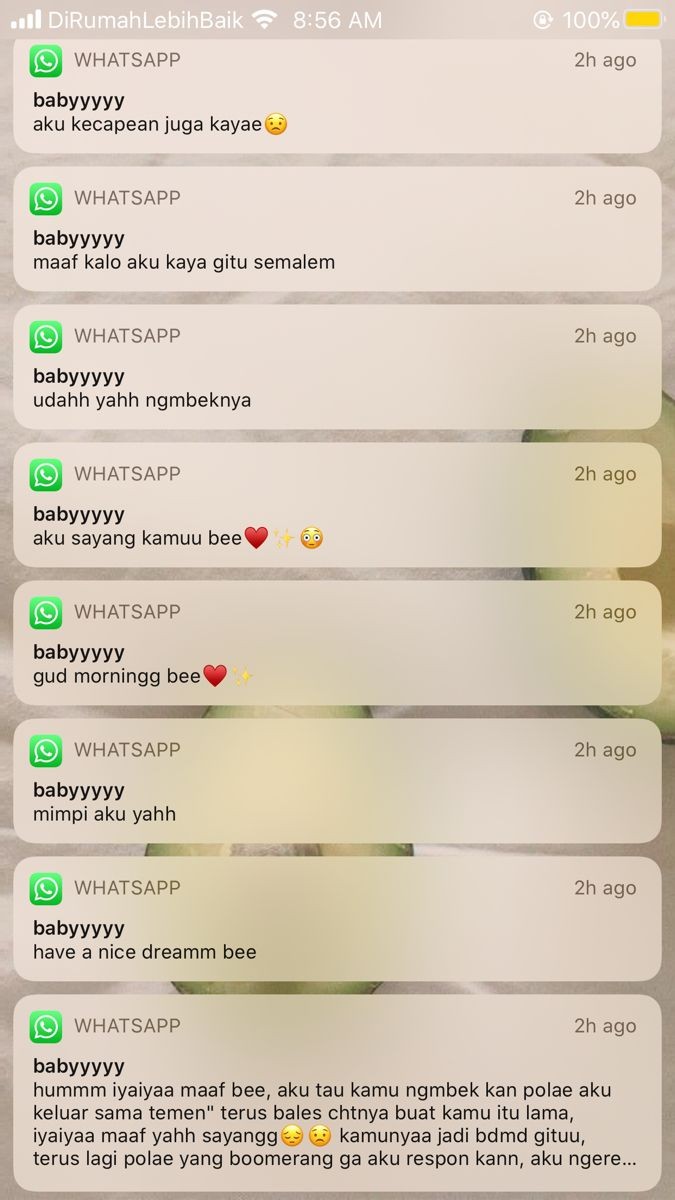 DiRumahLebihBaik 8:56 AM 100%
WHATSAPP 2h ago
babyyyyy
aku kecapean juga kayae😟
WHATSAPP 2h ago
babyyyyy
maaf kalo aku kaya gitu semalem
WHATSAPP 2h ago
babyyyyy
udahh yahh ngmbeknya
WHATSAPP 2h ago
babyyyyy
aku sayang kamuu bee♥️✨😳
WHATSAPP 2h ago
babyyyyy
gud morningg bee♥️✨
WHATSAPP 2h ago
babyyyyy
mimpi aku yahh
WHATSAPP 2h ago
babyyyyy
have a nice dreamm bee
WHATSAPP 2h ago
babyyyyy
hummm iyaiyaa maaf bee, aku tau kamu ngmbek kan polae aku
keluar sama temen" terus bales chtnya buat kamu itu lama,
iyaiyaa maaf yahh sayangg😔😟 kamunyaa jadi bdmd gituu,
terus lagi polae yang boomerang ga aku respon kann, aku ngere...